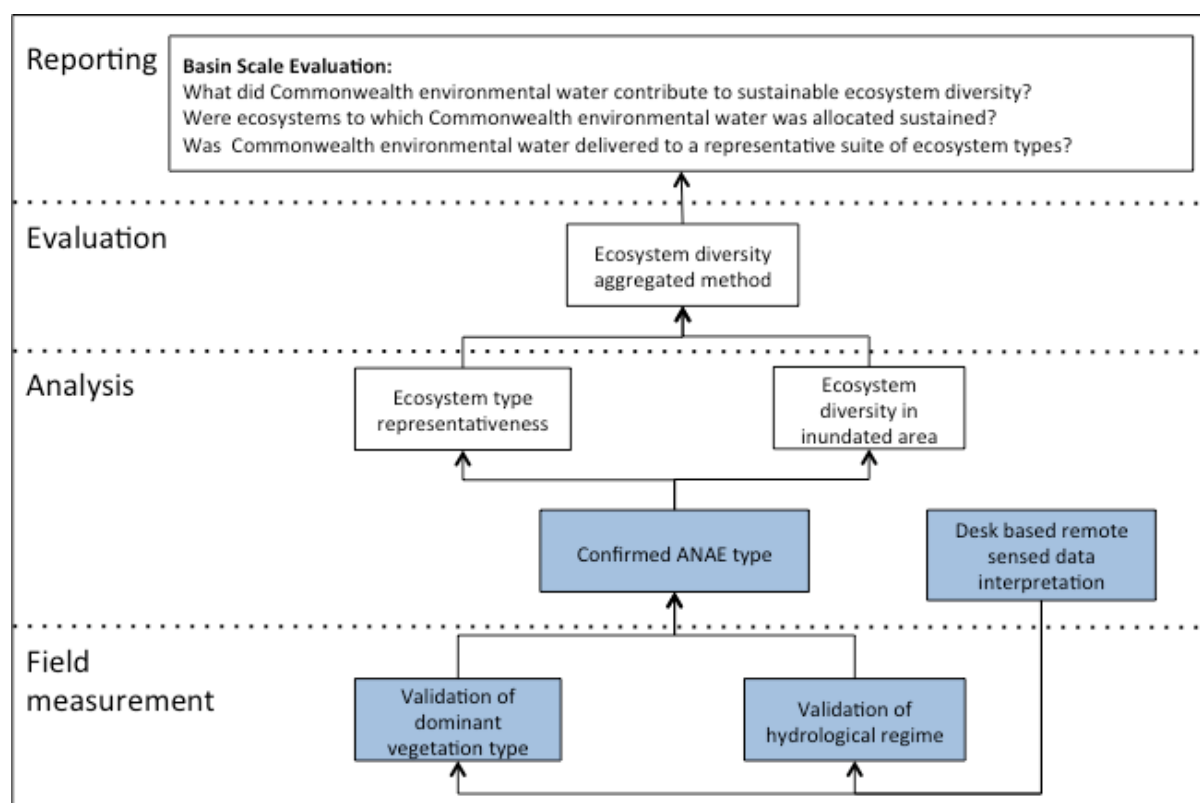 Reporting
Basin Scale Evaluation:
What did Commonwealth environmental water contribute to sustainable ecosystem diversity?
Were ecosystems to which Commonwealth environmental water was allocated sustained?
Was Commonwealth environmental water delivered to a representative suite of ecosystem types?
Evaluation
Ecosystem diversity
aggregated method
Analysis
Ecosystem type
representativeness
Ecosystem
diversity in
inundated area
Confirmed ANAE type
Desk based remote
sensed data
interpretation
Field
measurement
Validation of
dominant
vegetation type
Validation of
hydrological regime